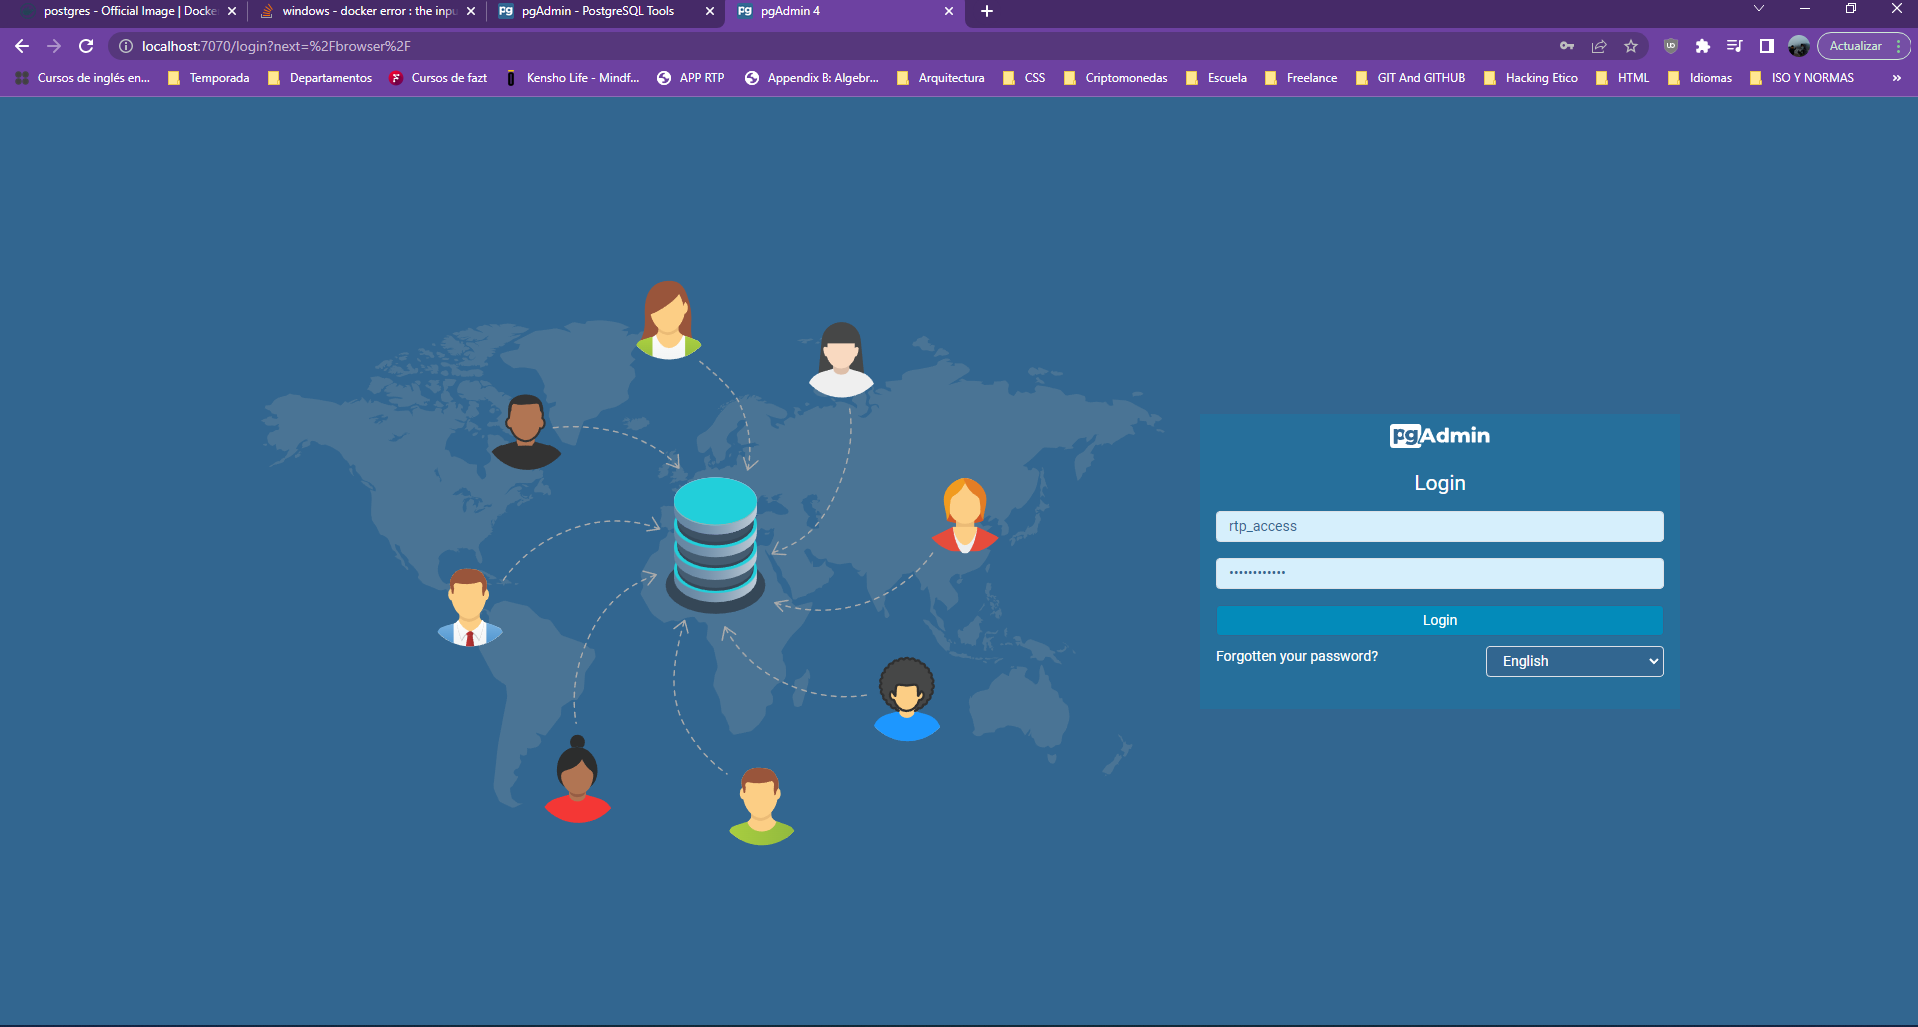 postgres - Official Image | Docke
windows - docker error : the inpu
pgAdmin - PostgreSQL Tools
pgAdmin 4
localhost:7070/login?next=%2Fbrowser%2F
UD
Actualizar
Cursos de inglés en...
Temporada
Departamentos
Cursos de fazt
Kensho Life - Mindf...
APP RTP
Appendix B: Algebr...
Arquitectura
CSS
Criptomonedas
Escuela
Freelance
GIT And GITHUB
Hacking Etico
HTML
Idiomas
ISO Y NORMAS
»
pgAdmin
Login
rtp_access
••••••••••••
Login
Forgotten your password?
English